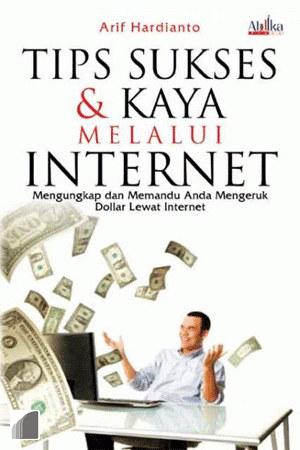 Arif Hardianto
TIPS SUKSES
& KAYA
MELALUI
INTERNET
Mengungkap dan Memandu Anda Mengeruk
Dollar Lewat Internet